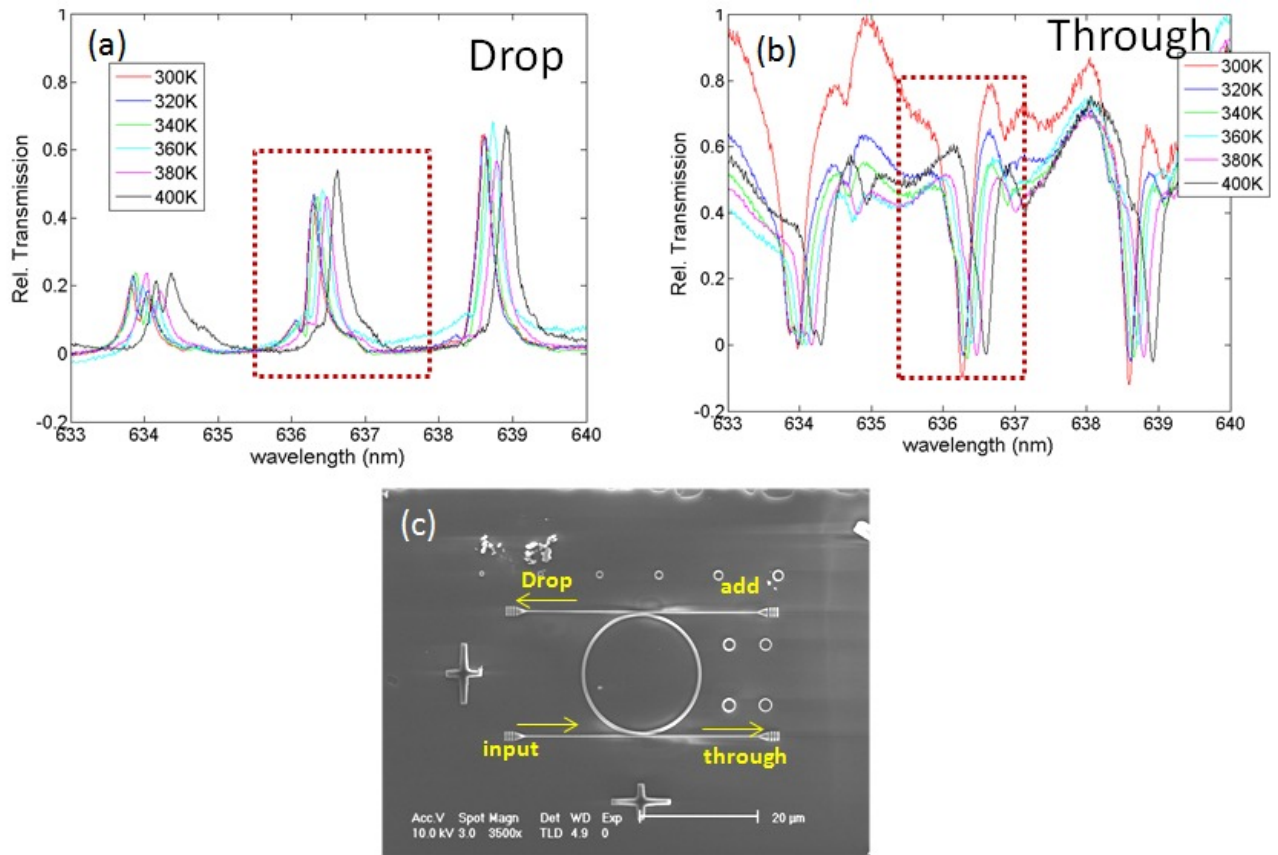 (a)
Drop
300K
320K
340K
360K
380K
400K
Rel. Transmission
1
0.8
0.6
0.4
0.2
0
-0.2
633 634 635 636 637 638 639 640
wavelength (nm)
(b)
Through
300K
320K
340K
360K
380K
400K
Rel. Transmission
1
0.8
0.6
0.4
0.2
0
-0.2
633 634 635 636 637 638 639 640
wavelength (nm)
(c)
Drop add
input through
Acc.V Spot Magn Det WD Exp
10.0 kV 3.0 3500x TLD 4.9 0
20 µm